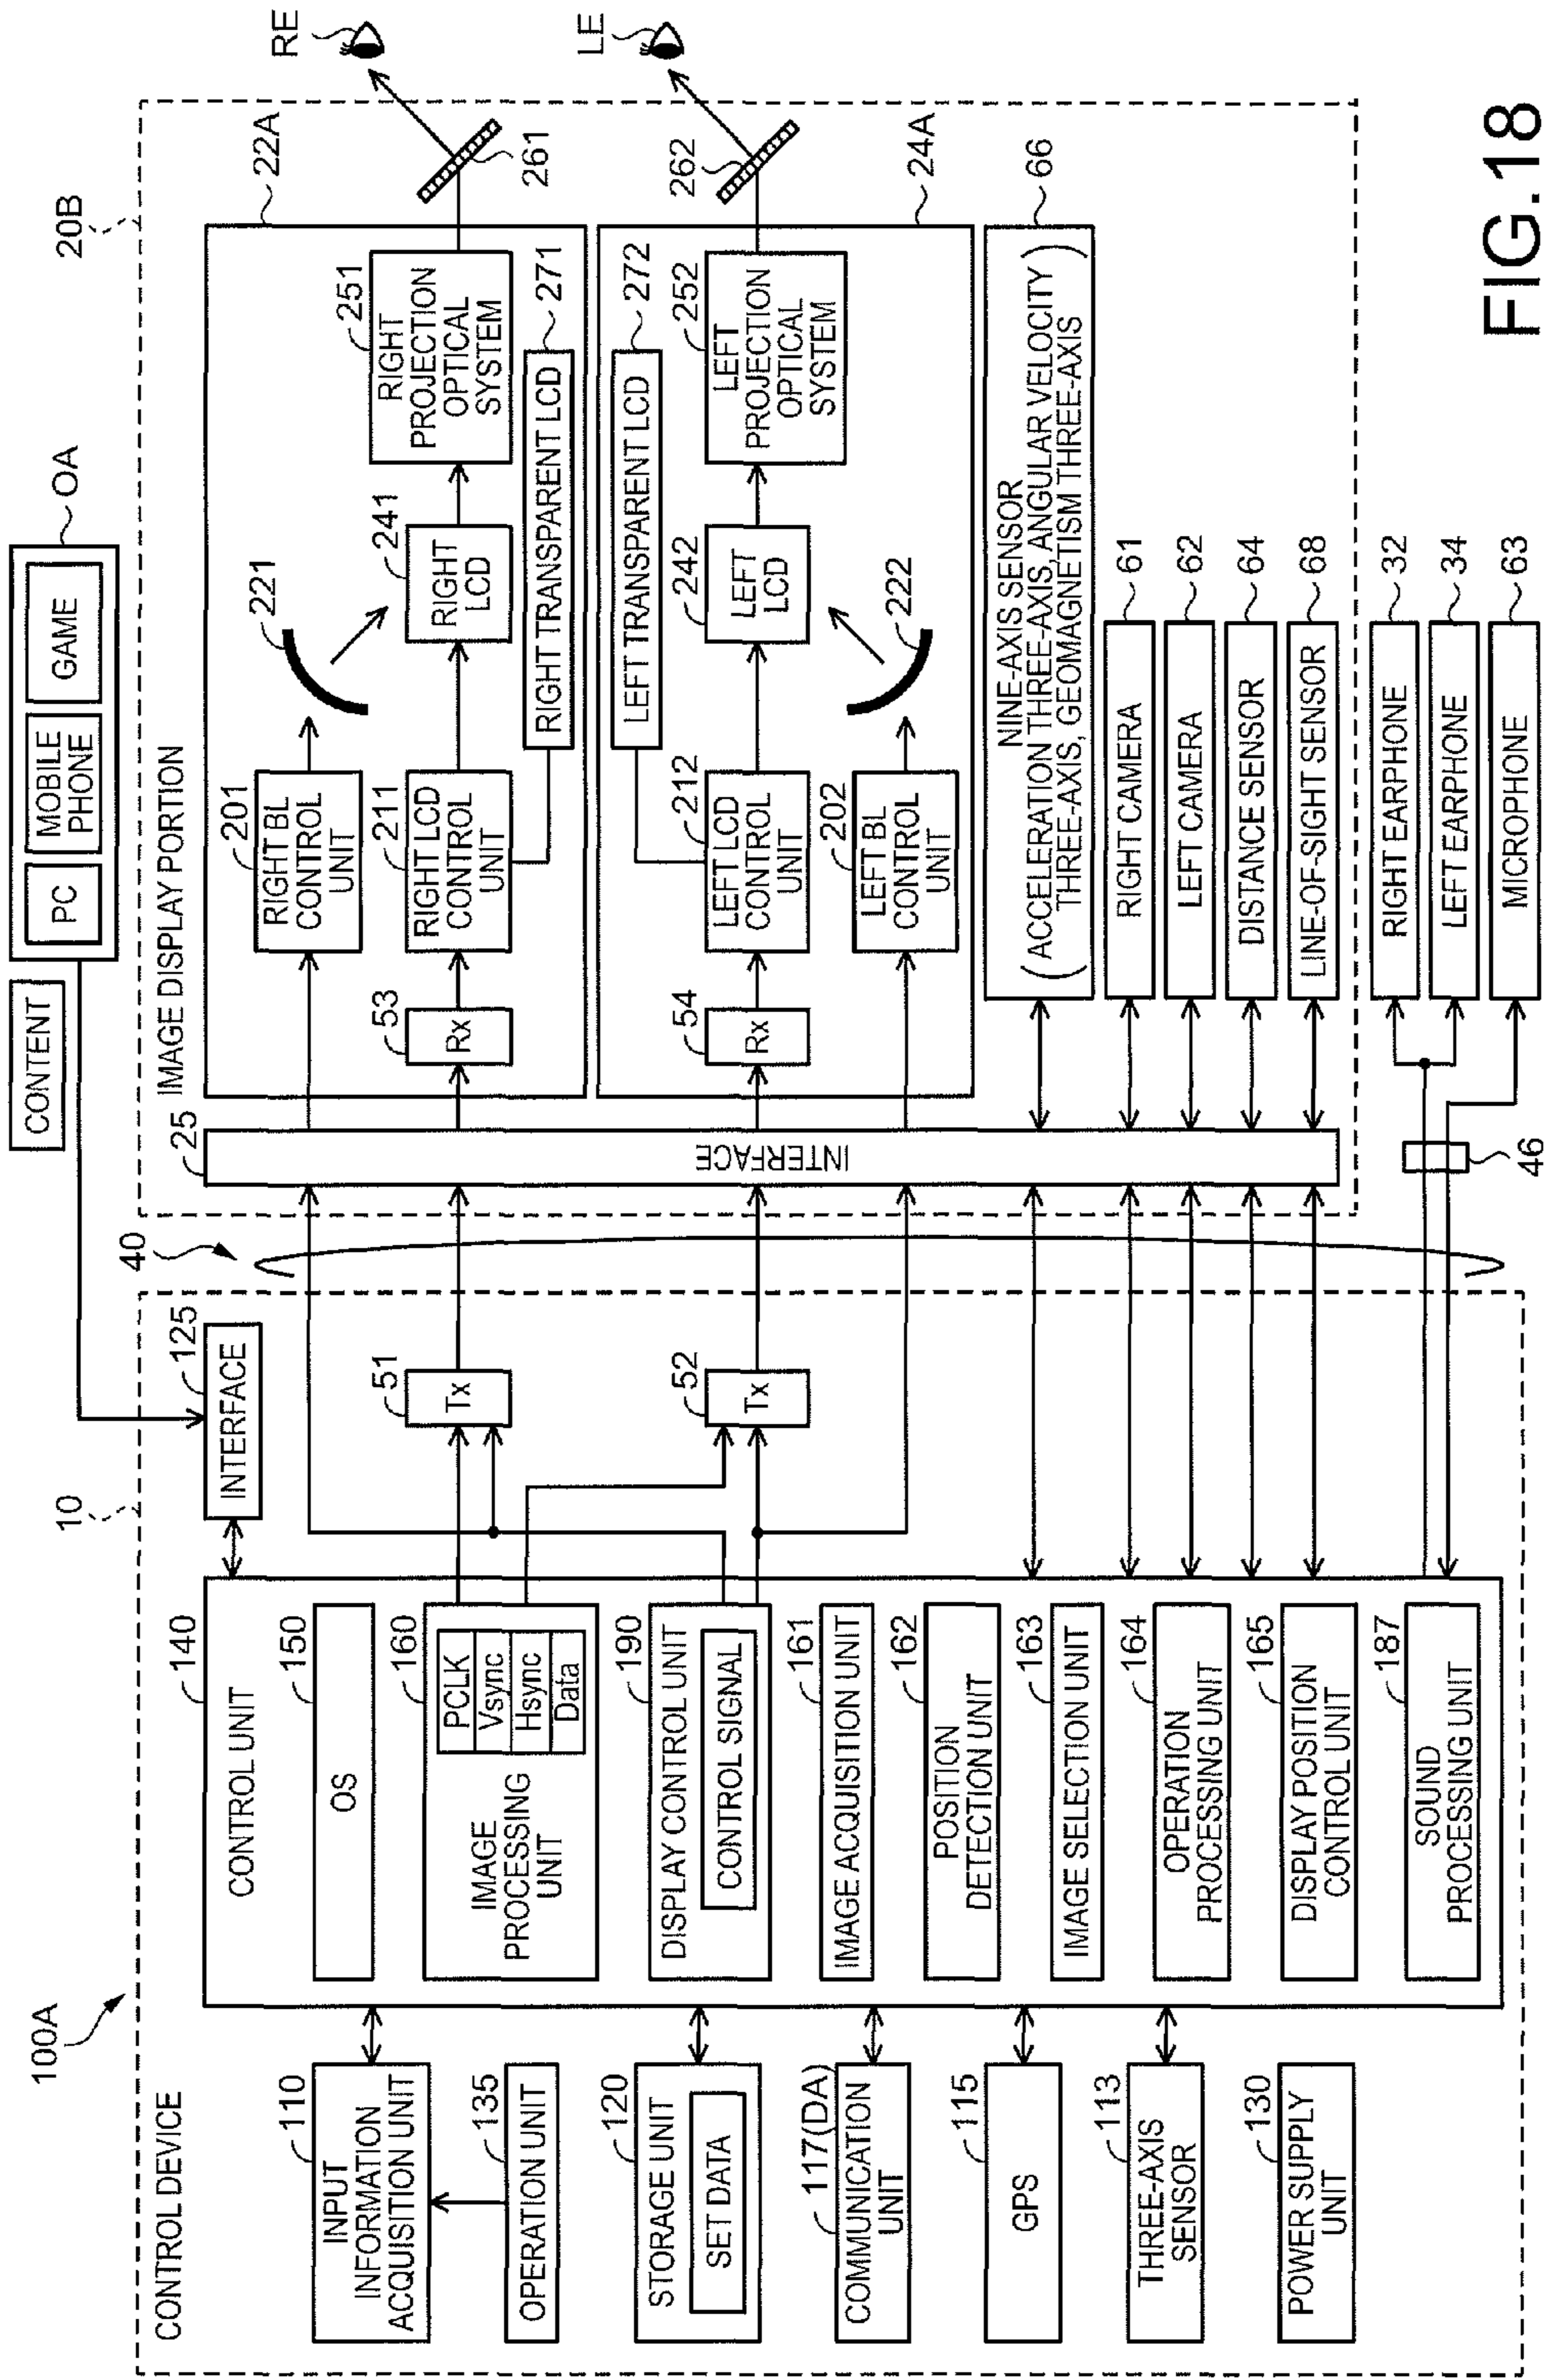 100A
CONTROL DEVICE
10
110
INPUT
INFORMATION
ACQUISITION UNIT
135
OPERATION UNIT
120
STORAGE UNIT
SET DATA
117(DA)
COMMUNICATION
UNIT
115
GPS
113
THREE-AXIS
SENSOR
130
POWER SUPPLY
UNIT
140
CONTROL UNIT
150
OS
160
IMAGE
PROCESSING
UNIT
PCLK
Vsync
Hsync
Data
190
DISPLAY CONTROL UNIT
CONTROL SIGNAL
161
IMAGE ACQUISITION UNIT
162
POSITION
DETECTION UNIT
163
IMAGE SELECTION UNIT
164
OPERATION
PROCESSING UNIT
165
DISPLAY POSITION
CONTROL UNIT
187
SOUND
PROCESSING UNIT
125
INTERFACE
51
Tx
52
Tx
40
CONTENT
OA
PC
MOBILE
PHONE
GAME
20B
IMAGE DISPLAY PORTION
25
INTERFACE
22A
201
RIGHT BL
CONTROL
UNIT
221
53
Rx
211
RIGHT LCD
CONTROL
UNIT
241
RIGHT
LCD
251
RIGHT
PROJECTION
OPTICAL
SYSTEM
261
RE
271
RIGHT TRANSPARENT LCD
24A
272
LEFT TRANSPARENT LCD
54
Rx
212
LEFT LCD
CONTROL
UNIT
242
LEFT
LCD
252
LEFT
PROJECTION
OPTICAL
SYSTEM
262
LE
202
LEFT BL
CONTROL
UNIT
222
66
NINE-AXIS SENSOR
(ACCELERATION THREE-AXIS, ANGULAR VELOCITY
THREE-AXIS, GEOMAGNETISM THREE-AXIS)
RIGHT CAMERA
61
LEFT CAMERA
62
DISTANCE SENSOR
64
LINE-OF-SIGHT SENSOR
68
RIGHT EARPHONE
32
LEFT EARPHONE
34
MICROPHONE
63
46
FIG.18